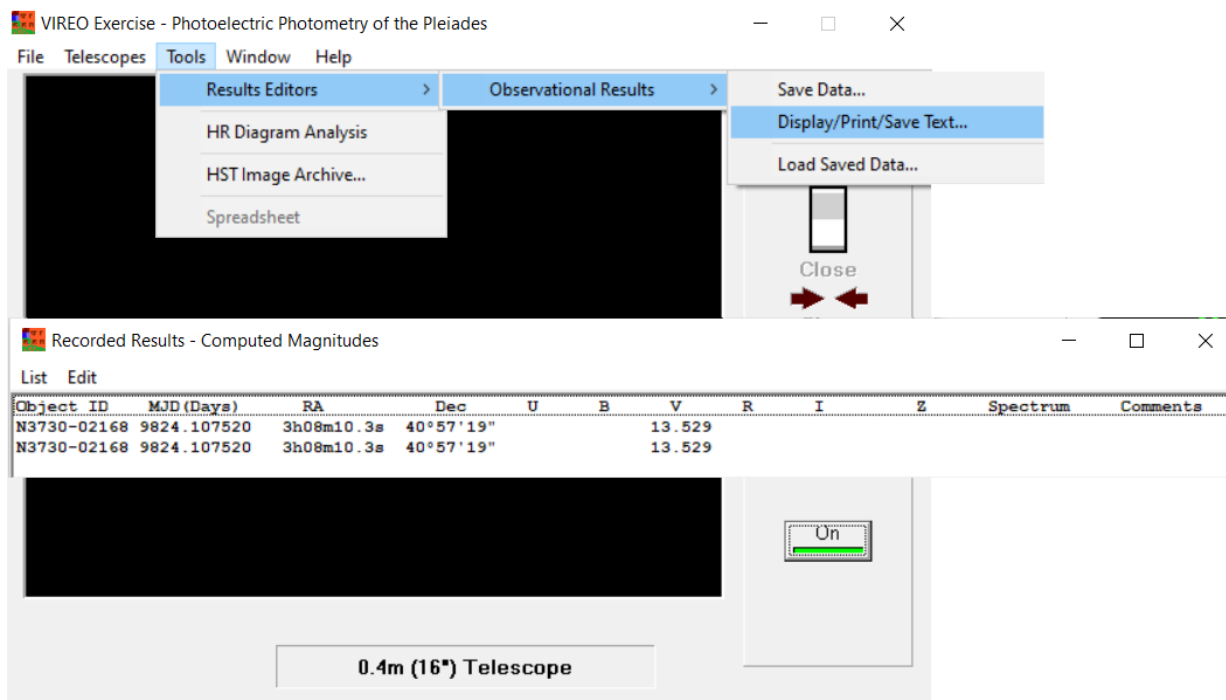 VIREO Exercise - Photoelectric Photometry of the Pleiades
File Telescopes Tools Window Help
Results Editors > Observational Results > Save Data...
HR Diagram Analysis Display/Print/Save Text...
HST Image Archive... Load Saved Data...
Spreadsheet
Close
Recorded Results - Computed Magnitudes
List Edit
Object ID MJD(Days) RA Dec U B V R I Z Spectrum Comments
N3730-02168 9824.107520 3h08m10.3s 40°57'19" 13.529
N3730-02168 9824.107520 3h08m10.3s 40°57'19" 13.529
On
0.4m (16") Telescope